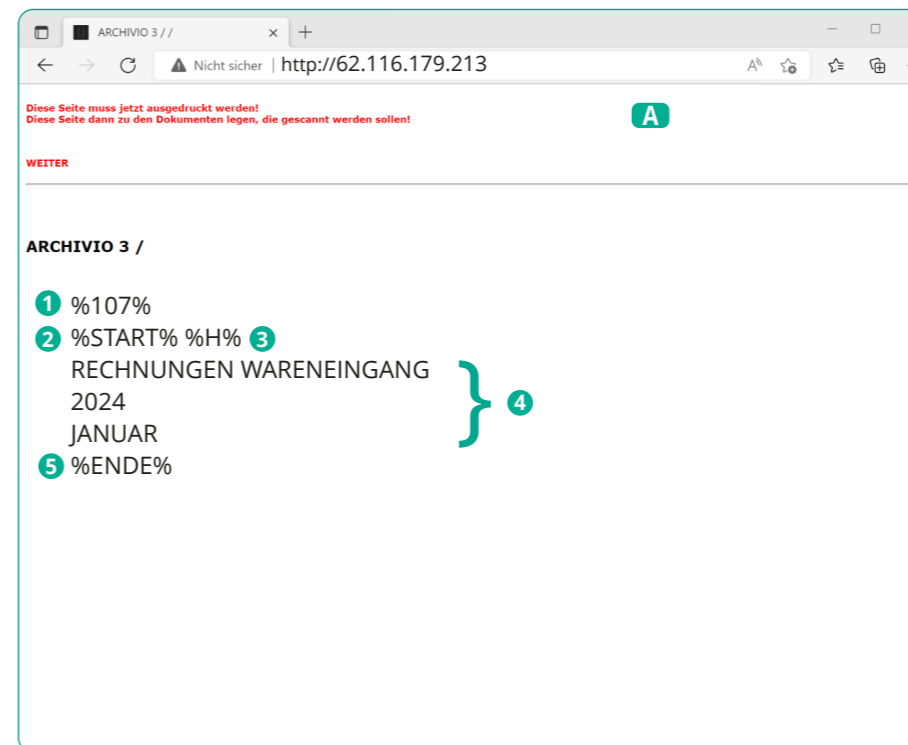 ARCHIVIO 3 / /
Nicht sicher | http://62.116.179.213
Diese Seite muss jetzt ausgedruckt werden!
Diese Seite dann zu den Dokumenten legen, die gescannt werden sollen!
A
WEITER
ARCHIVIO 3 /
1 %107%
2 %START% %H% 3
RECHNUNGEN WARENEINGANG
2024
4
JANUAR
5 %ENDE%